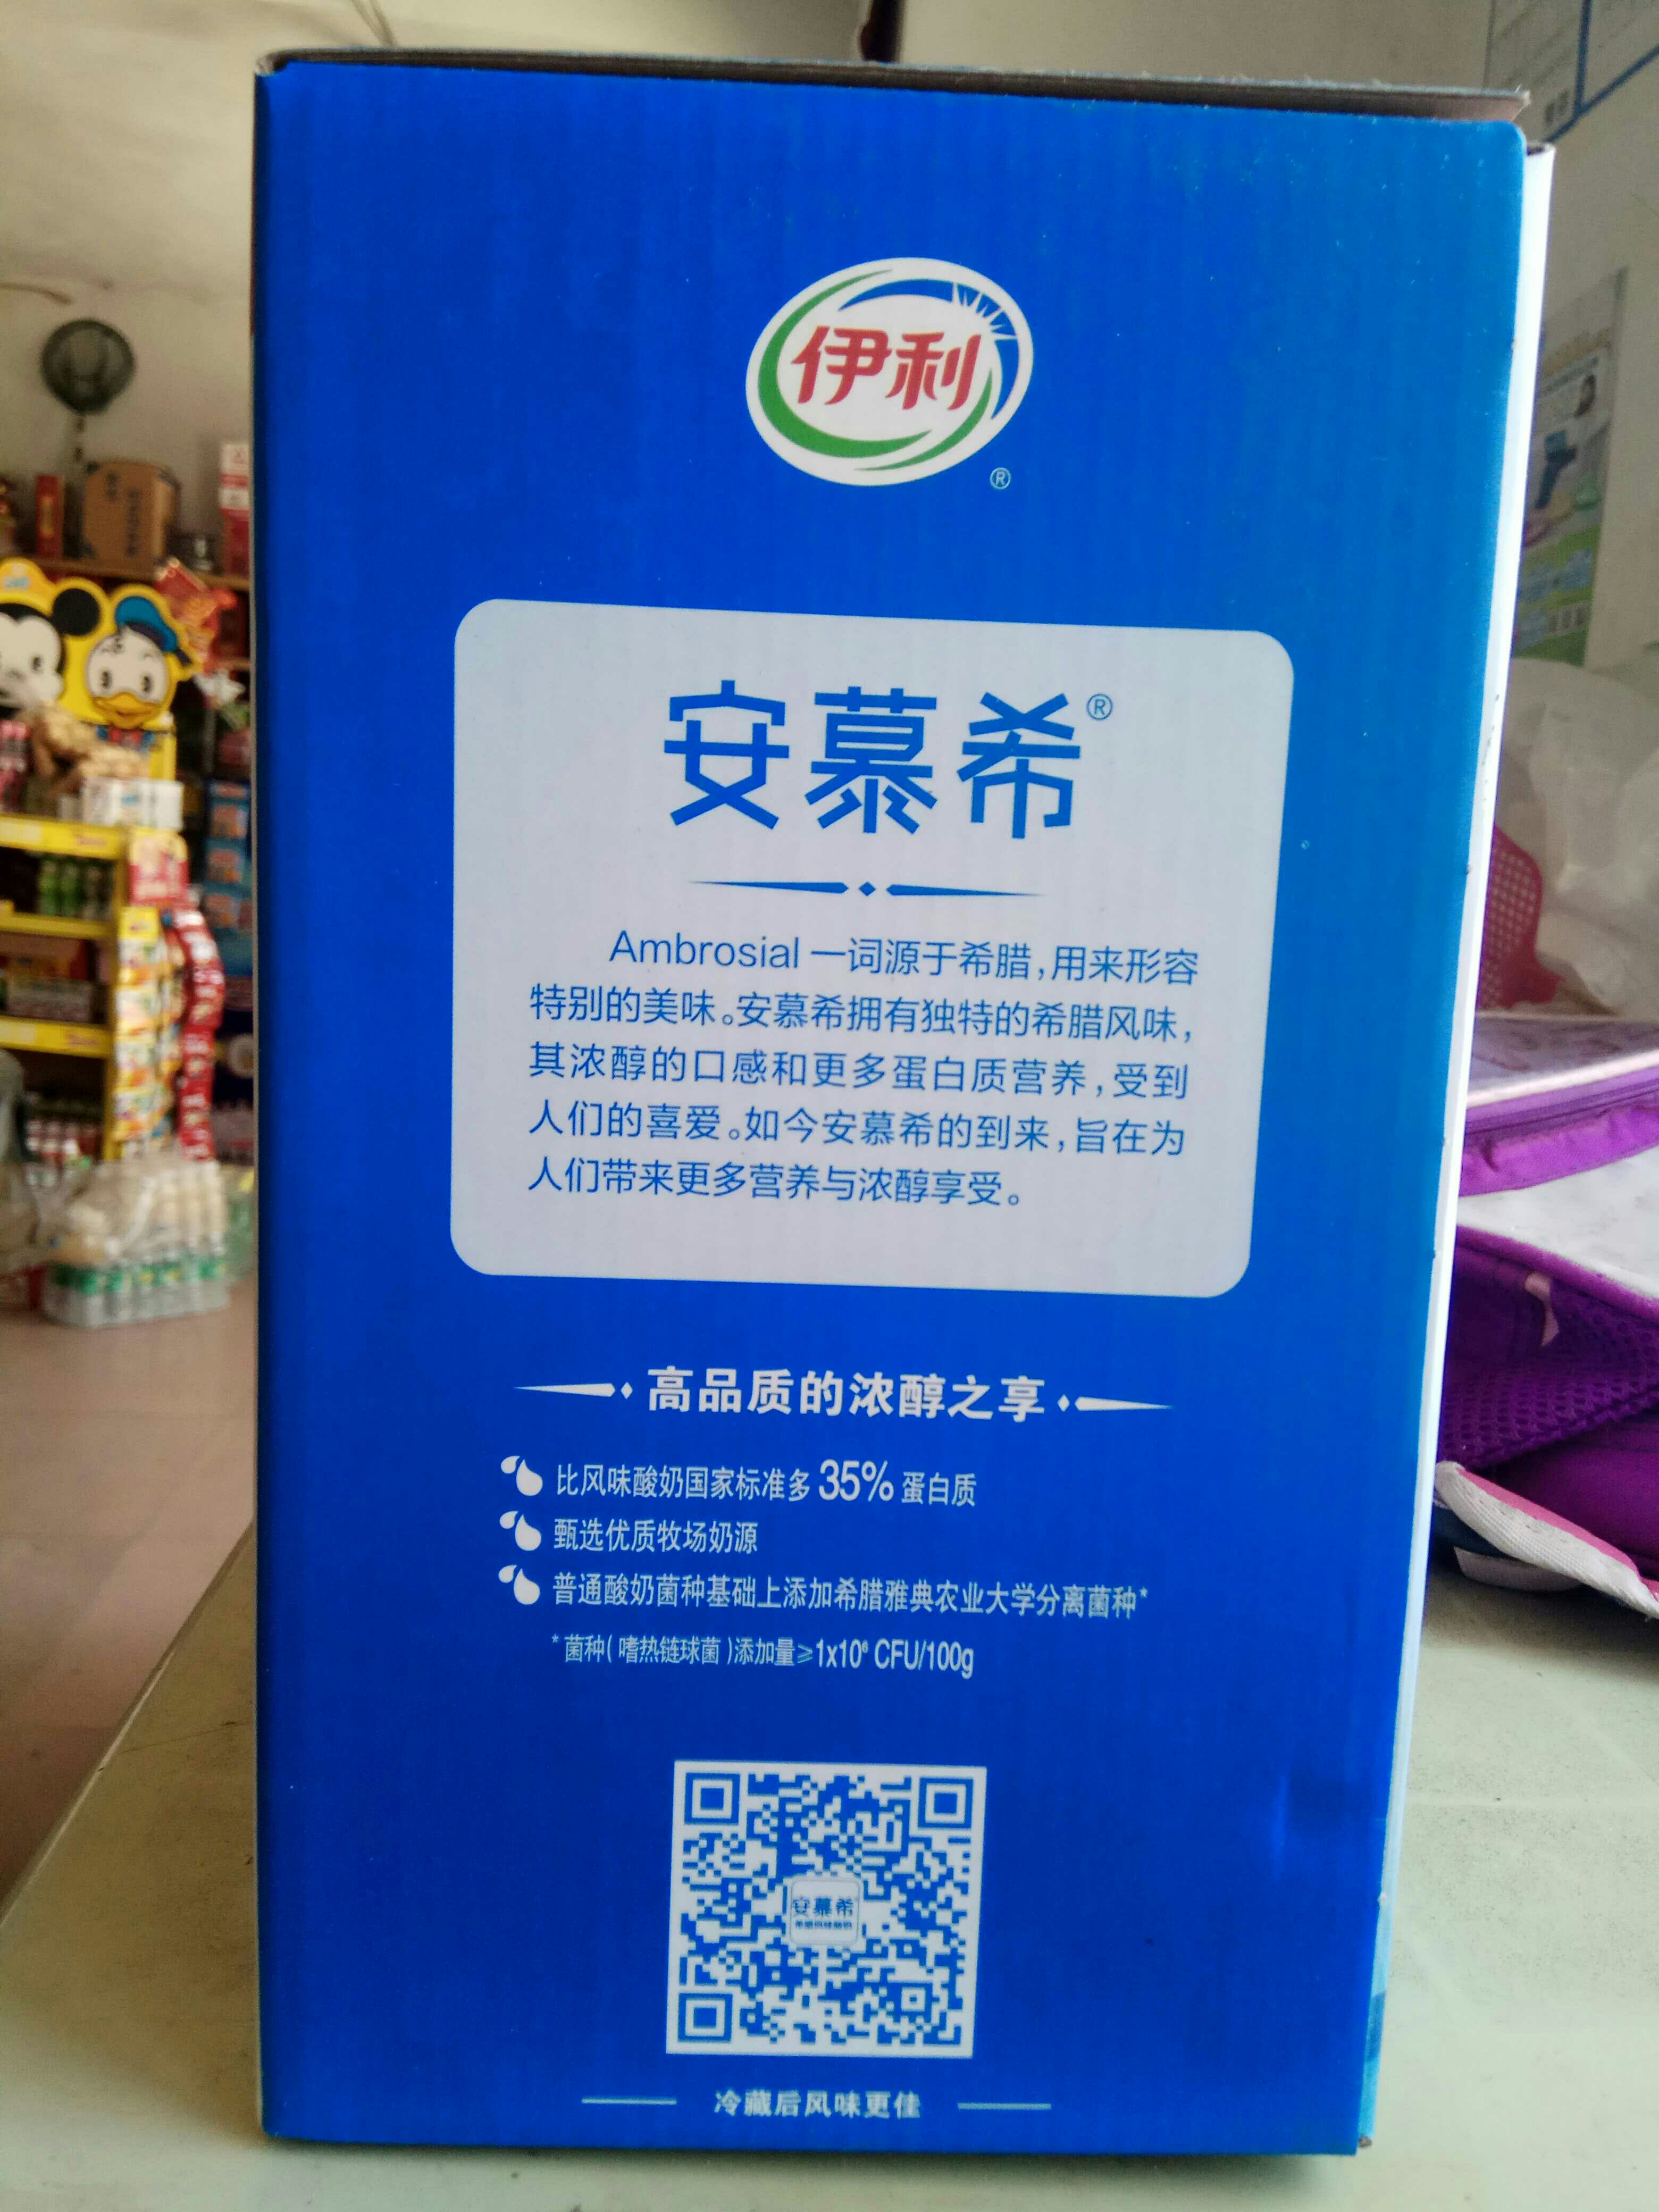 伊利
®
安慕希®
Ambrosial 一词源于希腊，用来形容
特别的美味。安慕希拥有独特的希腊风味，
其浓醇的口感和更多蛋白质营养，受到
人们的喜爱。如今安慕希的到来，旨在为
人们带来更多营养与浓醇享受。
高品质的浓醇之享
比风味酸奶国家标准多 35% 蛋白质
甄选优质牧场奶源
普通酸奶菌种基础上添加希腊雅典农业大学分离菌种*
*菌种(嗜热链球菌)添加量≥1x10⁶ CFU/100g
安慕希
冷藏后风味更佳